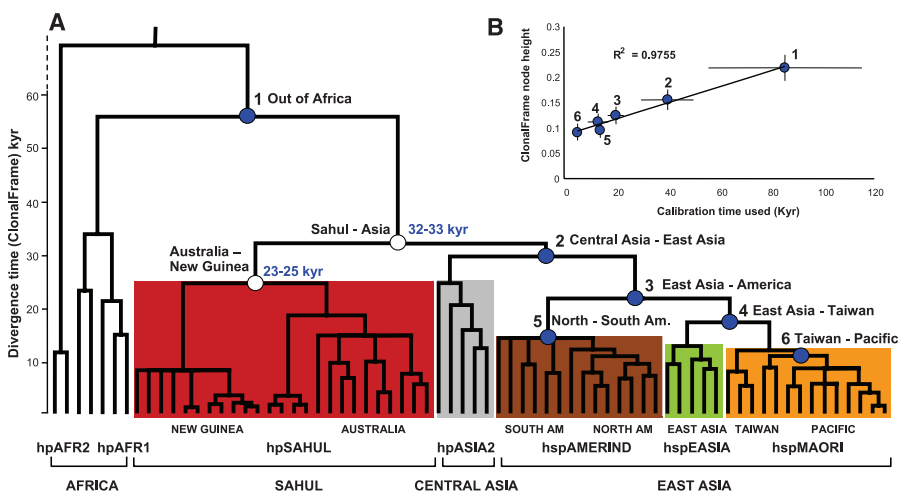 A
Divergence time (ClonalFrame) kyr
60
50
40
30
20
10
1 Out of Africa
Sahul - Asia
32-33 kyr
Australia –
New Guinea
23-25 kyr
2 Central Asia - East Asia
3 East Asia - America
4 East Asia - Taiwan
5 North - South Am.
6 Taiwan - Pacific
NEW GUINEA
AUSTRALIA
SOUTH AM
NORTH AM
EAST ASIA
TAIWAN
PACIFIC
hpAFR2
hpAFR1
hpSAHUL
hpASIA2
hspAMERIND
hspEASIA
hspMAORI
AFRICA
SAHUL
CENTRAL ASIA
EAST ASIA
B
ClonalFrame node height
0.3
0.25
0.2
0.15
0.1
0.05
0
R² = 0.9755
1
2
3
4
5
6
0
20
40
60
80
100
120
Calibration time used (Kyr)